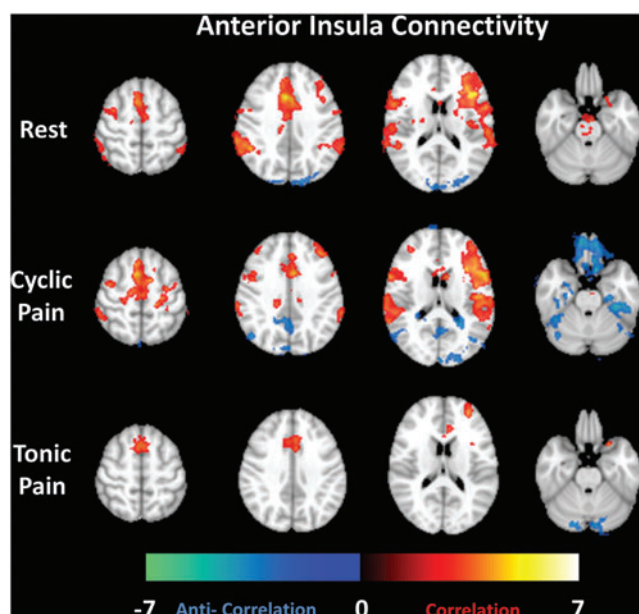 Anterior Insula Connectivity
Rest
Cyclic
Pain
Tonic
Pain
-7 Anti- Correlation 0 Correlation 7